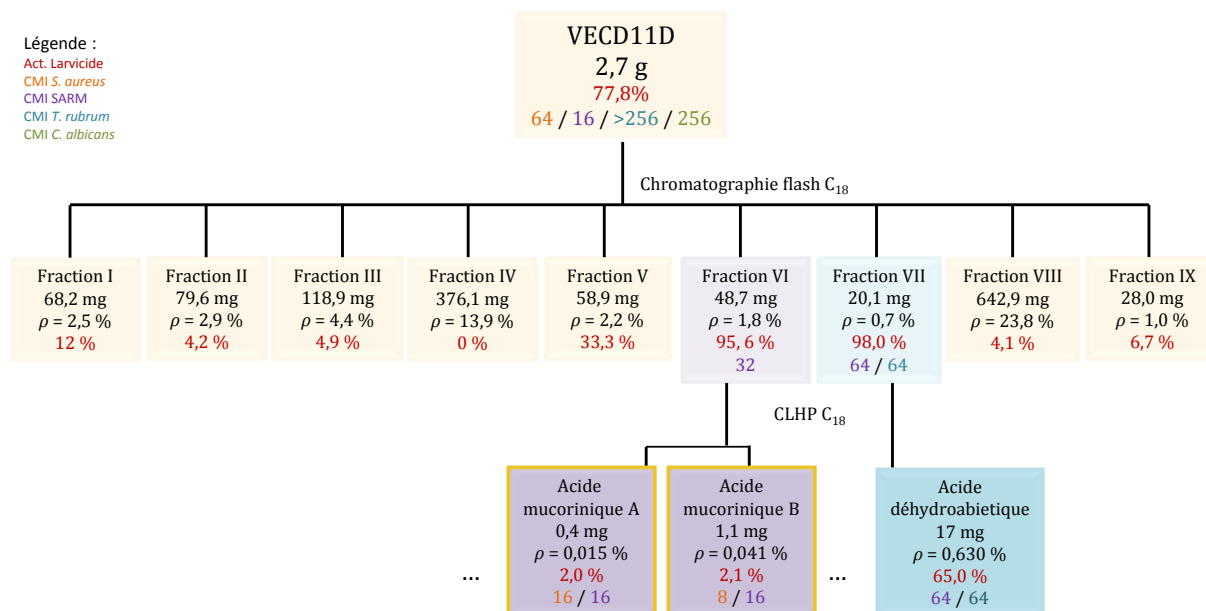 Légende :
Act. Larvicide
CMI S. aureus
CMI SARM
CMI T. rubrum
CMI C. albicans
VECD11D
2,7 g
77,8%
64 / 16 / >256 / 256
Chromatographie flash C18
Fraction I
68,2 mg
ρ = 2,5 %
12 %
Fraction II
79,6 mg
ρ = 2,9 %
4,2 %
Fraction III
118,9 mg
ρ = 4,4 %
4,9 %
Fraction IV
376,1 mg
ρ = 13,9 %
0 %
Fraction V
58,9 mg
ρ = 2,2 %
33,3 %
Fraction VI
48,7 mg
ρ = 1,8 %
95,6 %
32
Fraction VII
20,1 mg
ρ = 0,7 %
98,0 %
64 / 64
Fraction VIII
642,9 mg
ρ = 23,8 %
4,1 %
Fraction IX
28,0 mg
ρ = 1,0 %
6,7 %
CLHP C18
...
Acide
mucorinique A
0,4 mg
ρ = 0,015 %
2,0 %
16 / 16
Acide
mucorinique B
1,1 mg
ρ = 0,041 %
2,1 %
8 / 16
...
Acide
déhydroabietique
17 mg
ρ = 0,630 %
65,0 %
64 / 64